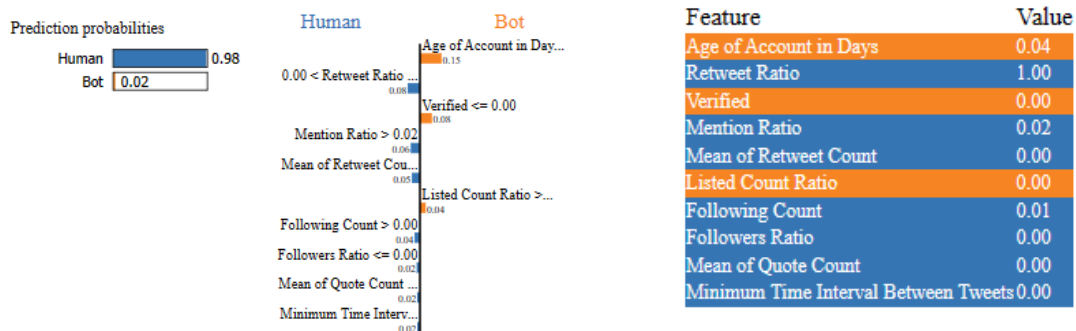 Prediction probabilities
Human 0.98
Bot 0.02
Human Bot
Age of Account in Day...
0.15
0.00 < Retweet Ratio ...
0.08
Verified <= 0.00
0.08
Mention Ratio > 0.02
0.06
Mean of Retweet Cou...
0.05
Listed Count Ratio >...
0.04
Following Count > 0.00
0.04
Followers Ratio <= 0.00
0.02
Mean of Quote Count ...
0.02
Minimum Time Interv...
0.02
Feature Value
Age of Account in Days 0.04
Retweet Ratio 1.00
Verified 0.00
Mention Ratio 0.02
Mean of Retweet Count 0.00
Listed Count Ratio 0.00
Following Count 0.01
Followers Ratio 0.00
Mean of Quote Count 0.00
Minimum Time Interval Between Tweets 0.00